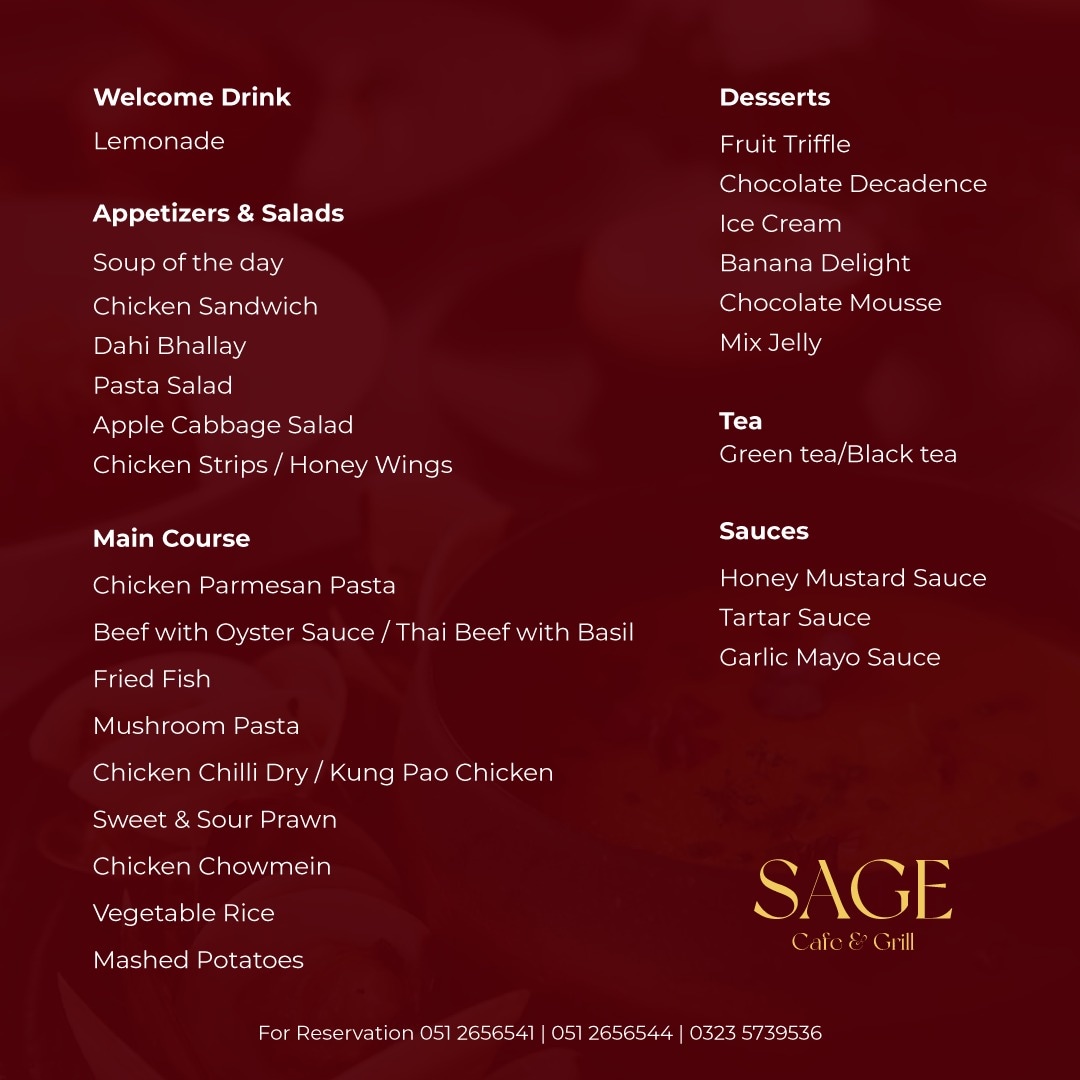 Welcome Drink
Lemonade
Appetizers & Salads
Soup of the day
Chicken Sandwich
Dahi Bhallay
Pasta Salad
Apple Cabbage Salad
Chicken Strips / Honey Wings
Main Course
Chicken Parmesan Pasta
Beef with Oyster Sauce / Thai Beef with Basil
Fried Fish
Mushroom Pasta
Chicken Chilli Dry / Kung Pao Chicken
Sweet & Sour Prawn
Chicken Chowmein
Vegetable Rice
Mashed Potatoes
Desserts
Fruit Triffle
Chocolate Decadence
Ice Cream
Banana Delight
Chocolate Mousse
Mix Jelly
Tea
Green tea/Black tea
Sauces
Honey Mustard Sauce
Tartar Sauce
Garlic Mayo Sauce
SAGE
Cafe & Grill
For Reservation 051 2656541 | 051 2656544 | 0323 5739536